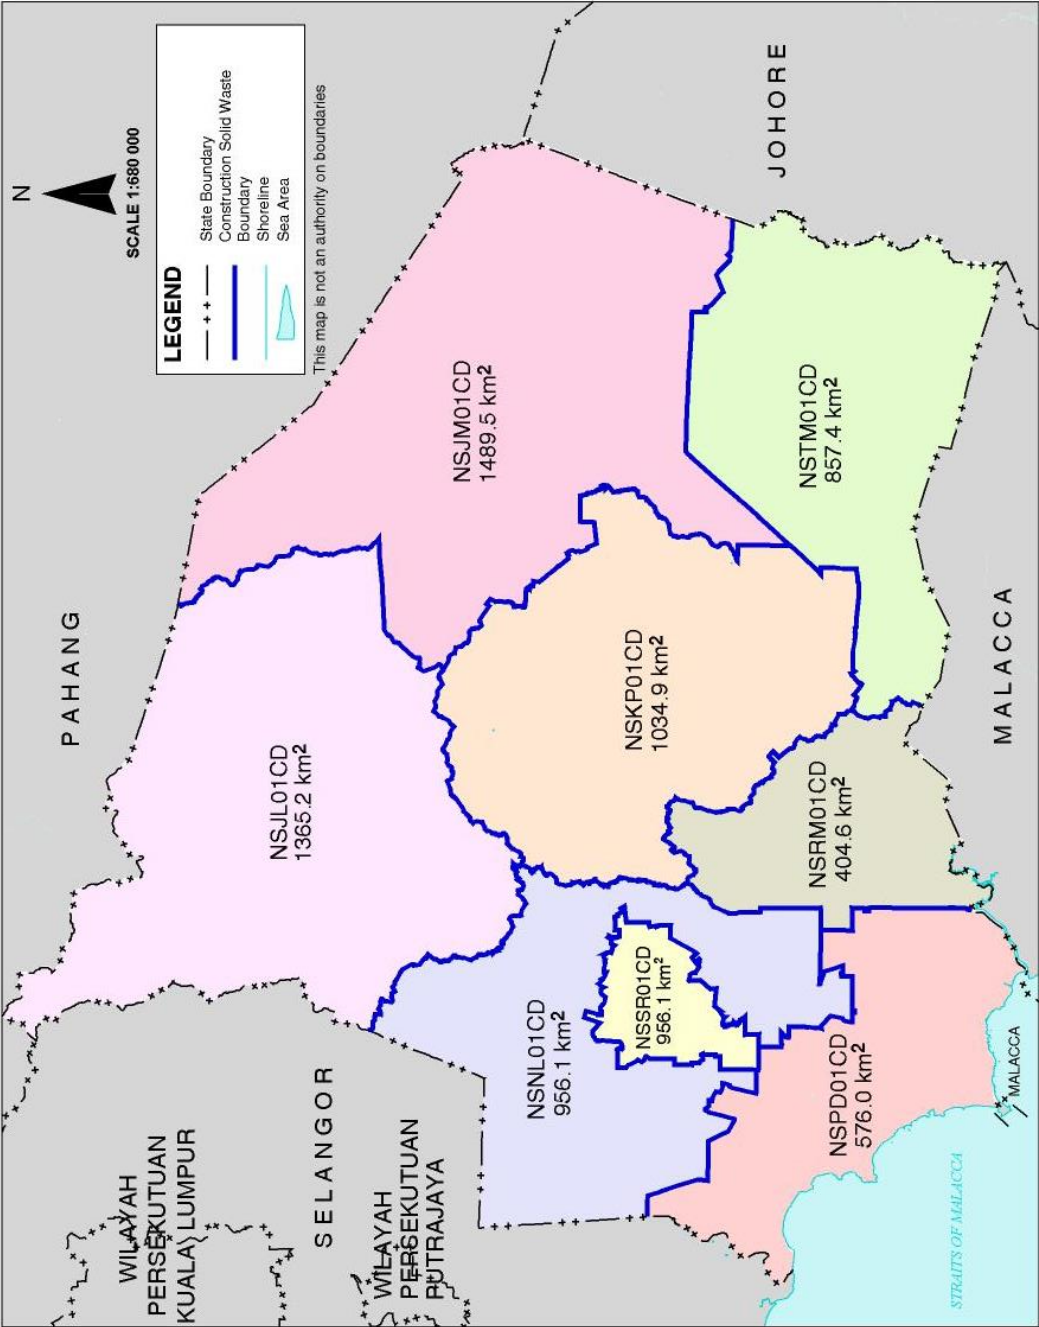 WILAYAH
PERSEKUTUAN
KUALA LUMPUR
SELANGOR
WILAYAH
PERSEKUTUAN
PUTRAJAYA
PAHANG
N
SCALE 1:680 000
LEGEND
State Boundary
Construction Solid Waste
Boundary
Shoreline
Sea Area
This map is not an authority on boundaries
NSJL01CD
1365.2 km²
NSJM01CD
1489.5 km²
NSNL01CD
956.1 km²
NSSR01CD
956.1 km²
NSKP01CD
1034.9 km²
NSPD01CD
576.0 km²
NSRM01CD
404.6 km²
NSTM01CD
857.4 km²
JOHORE
STRAITS OF MALACCA
MALACCA
MALACCA